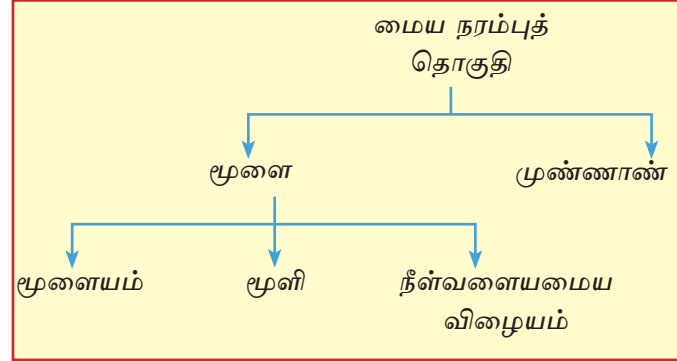 மைய நரம்புத்
தொகுதி
மூளை
முண்ணாண்
மூளையம்
மூளி
நீள்வளையமைய
விழையம்